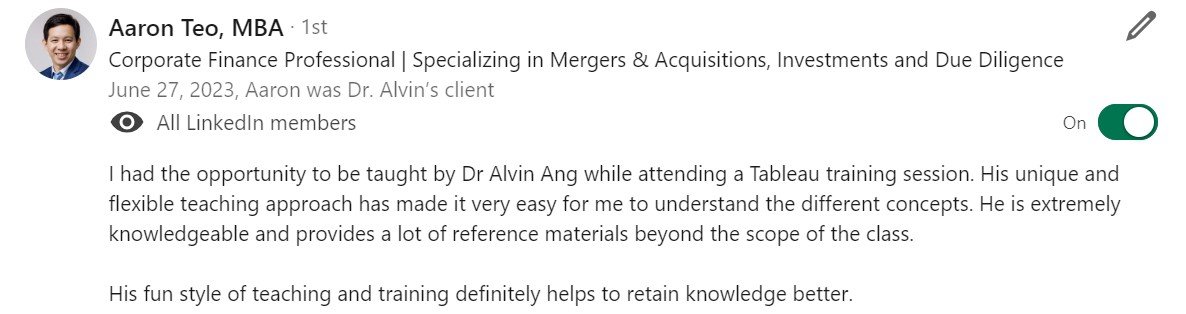 Aaron Teo, MBA · 1st
Corporate Finance Professional | Specializing in Mergers & Acquisitions, Investments and Due Diligence
June 27, 2023, Aaron was Dr. Alvin’s client
All LinkedIn members
On
I had the opportunity to be taught by Dr Alvin Ang while attending a Tableau training session. His unique and
flexible teaching approach has made it very easy for me to understand the different concepts. He is extremely
knowledgeable and provides a lot of reference materials beyond the scope of the class.
His fun style of teaching and training definitely helps to retain knowledge better.